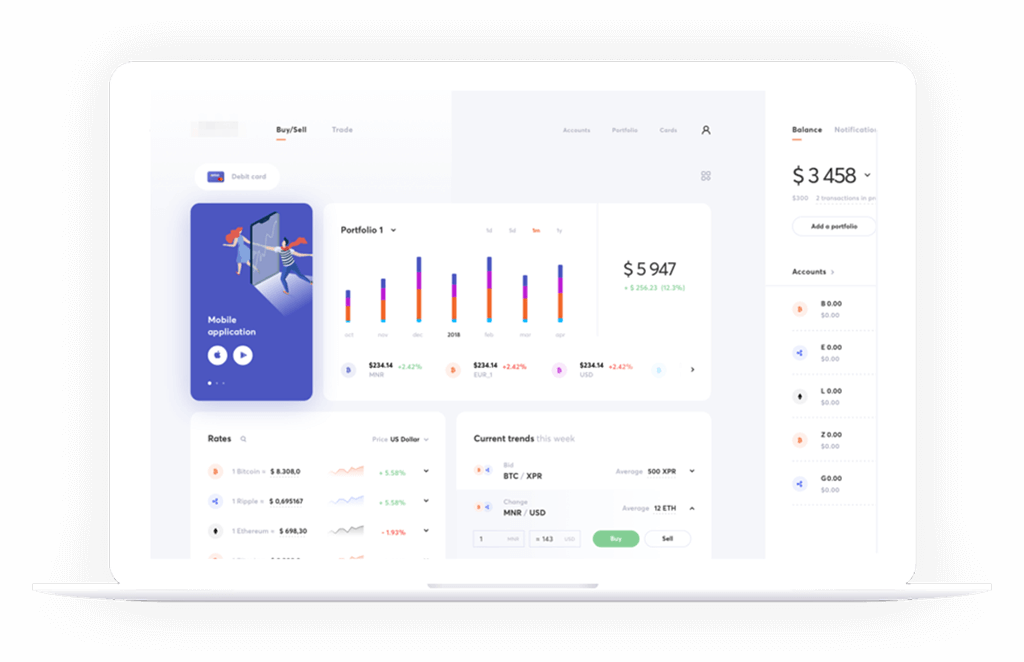 Buy/Sell Trade
Accounts Portfolio Cards
Balance Notification
Debit card
$ 3 458
$300 2 transactions in pr
Add a portfolio
Accounts >
B 0.00
$0.00
E 0.00
$0.00
L 0.00
$0.00
Z 0.00
$0.00
G 0.00
$0.00
Mobile
application
Portfolio 1
1d 5d 1m 1y
$ 5 947
+ $ 256.23 (12.3%)
oct nov dec 2018 feb mar apr
$234.14 +2.42%
MNR
$234.14 +2.42%
EUR_1
$234.14 +2.42%
USD
Rates
Price US Dollar
1 Bitcoin = $ 8.308,0 + 5.58%
1 Ripple = $ 0,695167 + 5.58%
1 Ethereum = $ 698,30 - 1.93%
Current trends this week
Bid
BTC / XPR
Average 500 XPR
Change
MNR / USD
Average 12 ETH
1 MNR
≈ 143 USD
Buy
Sell